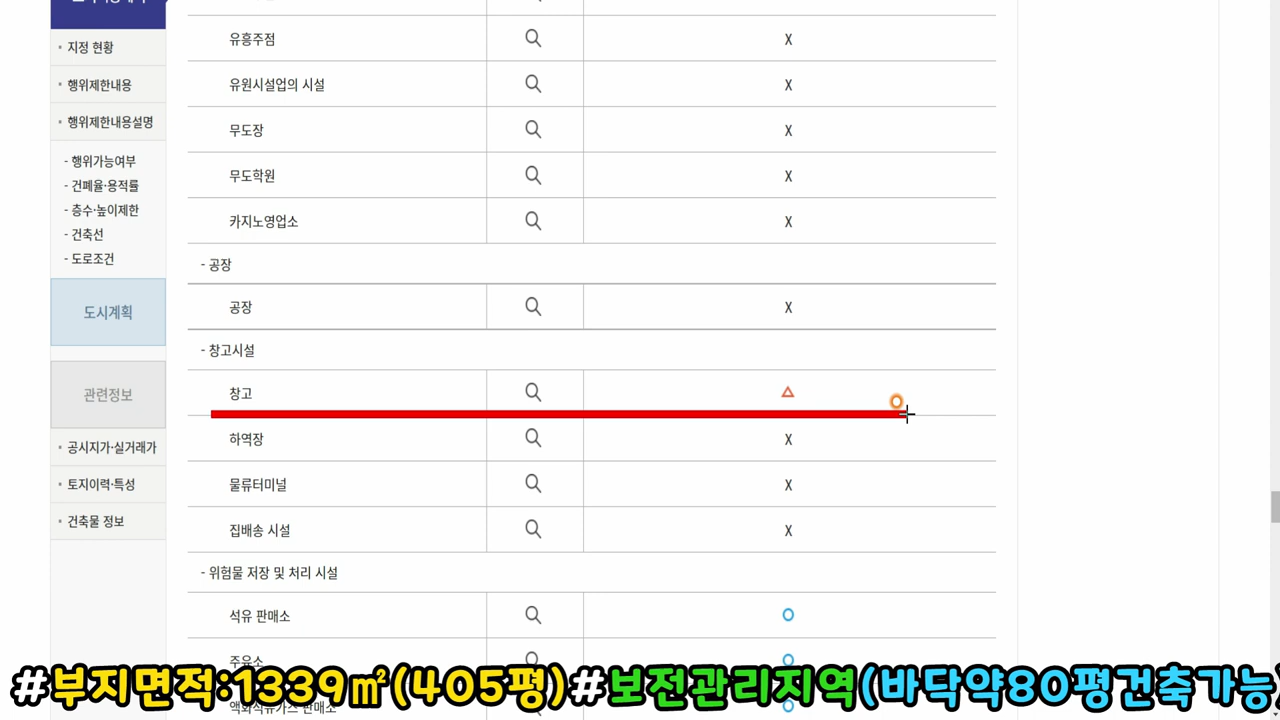 유흥주점 X
· 지정 현황
유원시설업의 시설 X
· 행위제한내용
무도장 X
· 행위제한내용설명
- 행위가능여부
무도학원 X
- 건폐율·용적률
- 층수·높이제한
카지노영업소 X
- 건축선
- 도로조건
- 공장
도시계획
공장 X
- 창고시설
관련정보
창고 △
하역장 X
· 공시지가·실거래가
물류터미널 X
· 토지이력·특성
· 건축물 정보
집배송 시설 X
- 위험물 저장 및 처리 시설
석유 판매소 O
주유소 O
#부지면적:1339㎡(405평)#보전관리지역(바닥약80평건축가능)